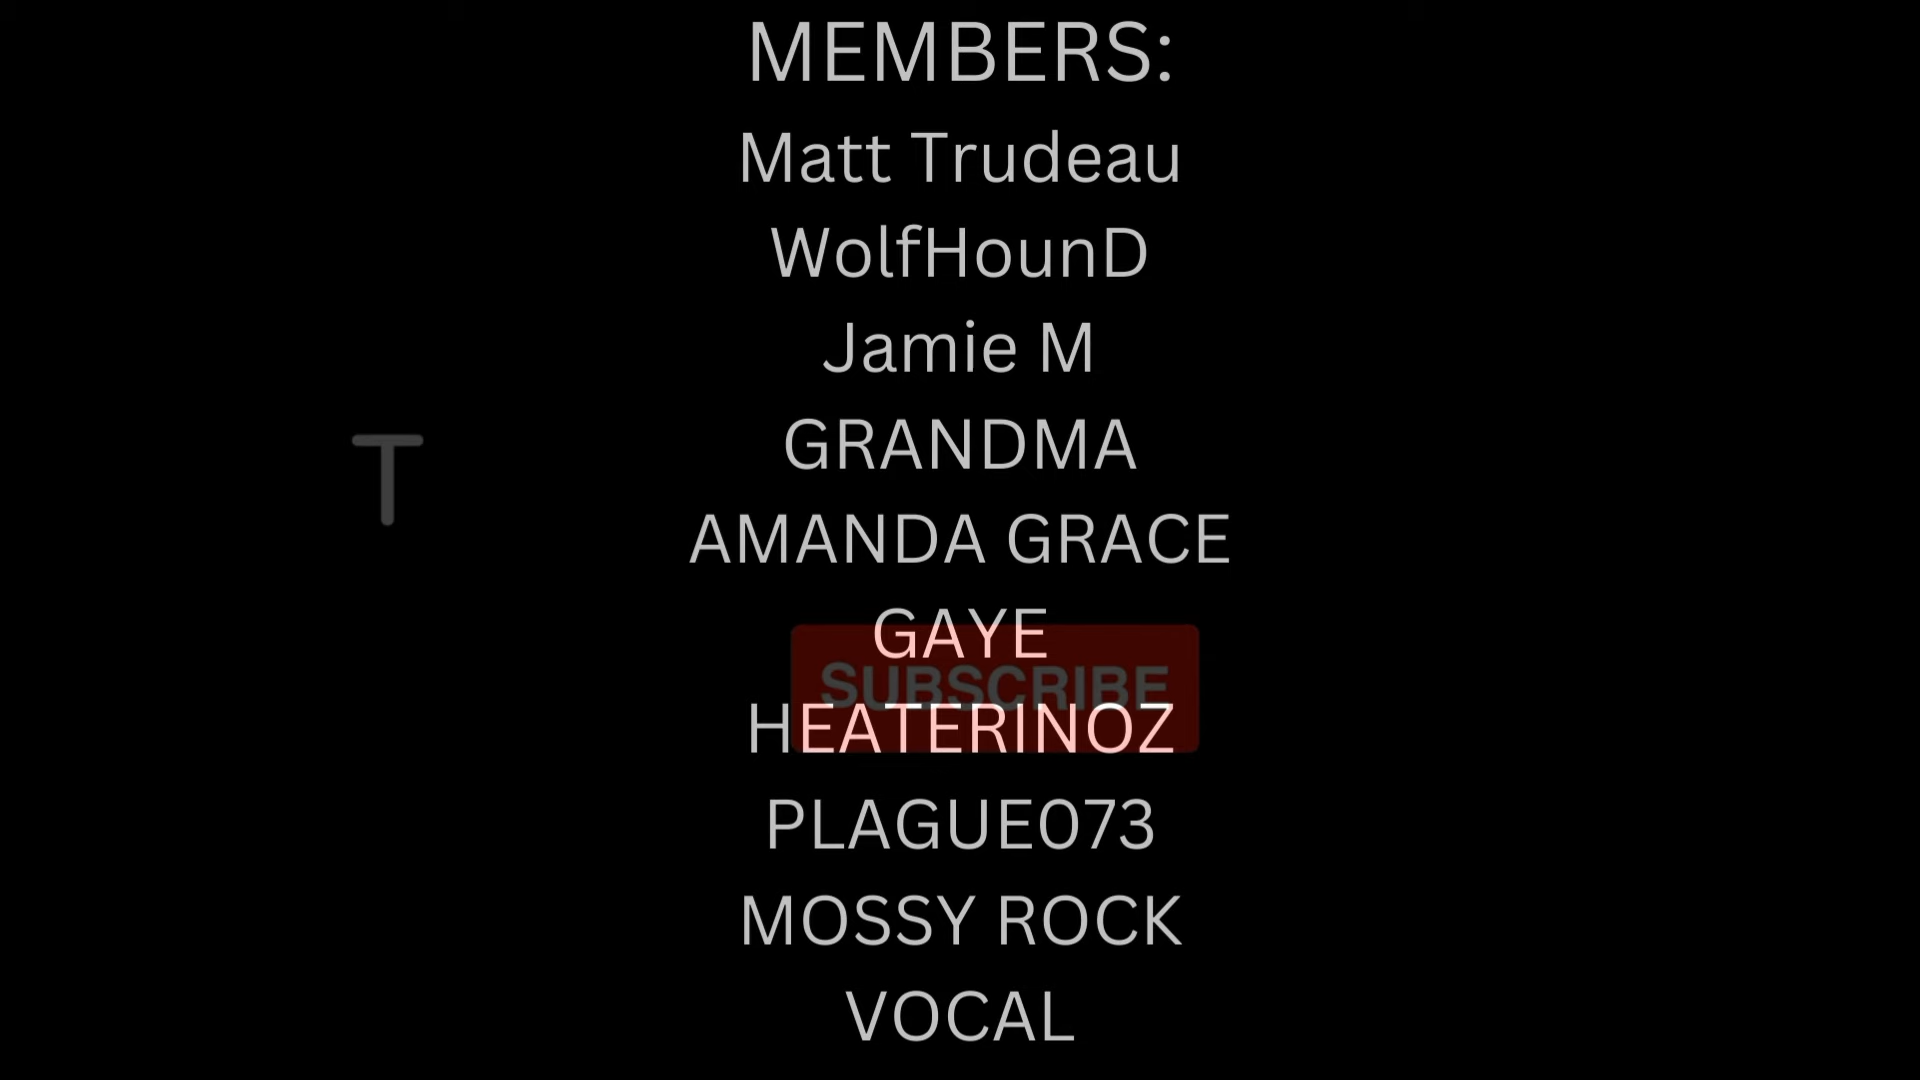 MEMBERS:
Matt Trudeau
WolfHounD
Jamie M
GRANDMA
T
AMANDA GRACE
GAYE
SUBSCRIBE
HEATERINOZ
PLAGUE073
MOSSY ROCK
VOCAL